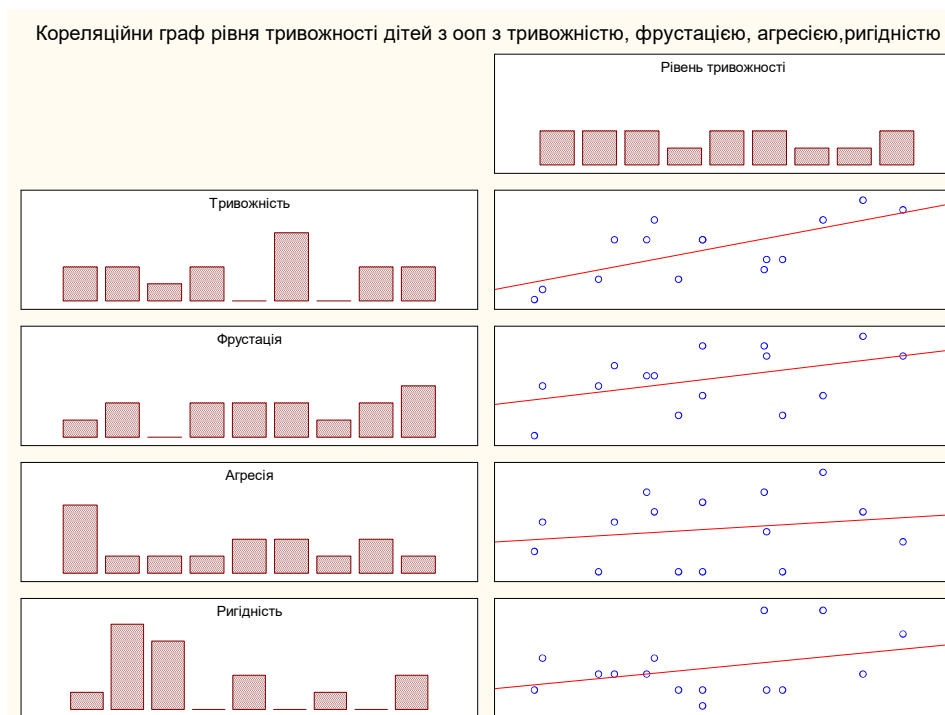 Кореляційни граф рівня тривожності дітей з ооп з тривожністю, фрустацією, агресією,ригідністю
Рівень тривожності
Тривожність
Фрустація
Агресія
Ригідність